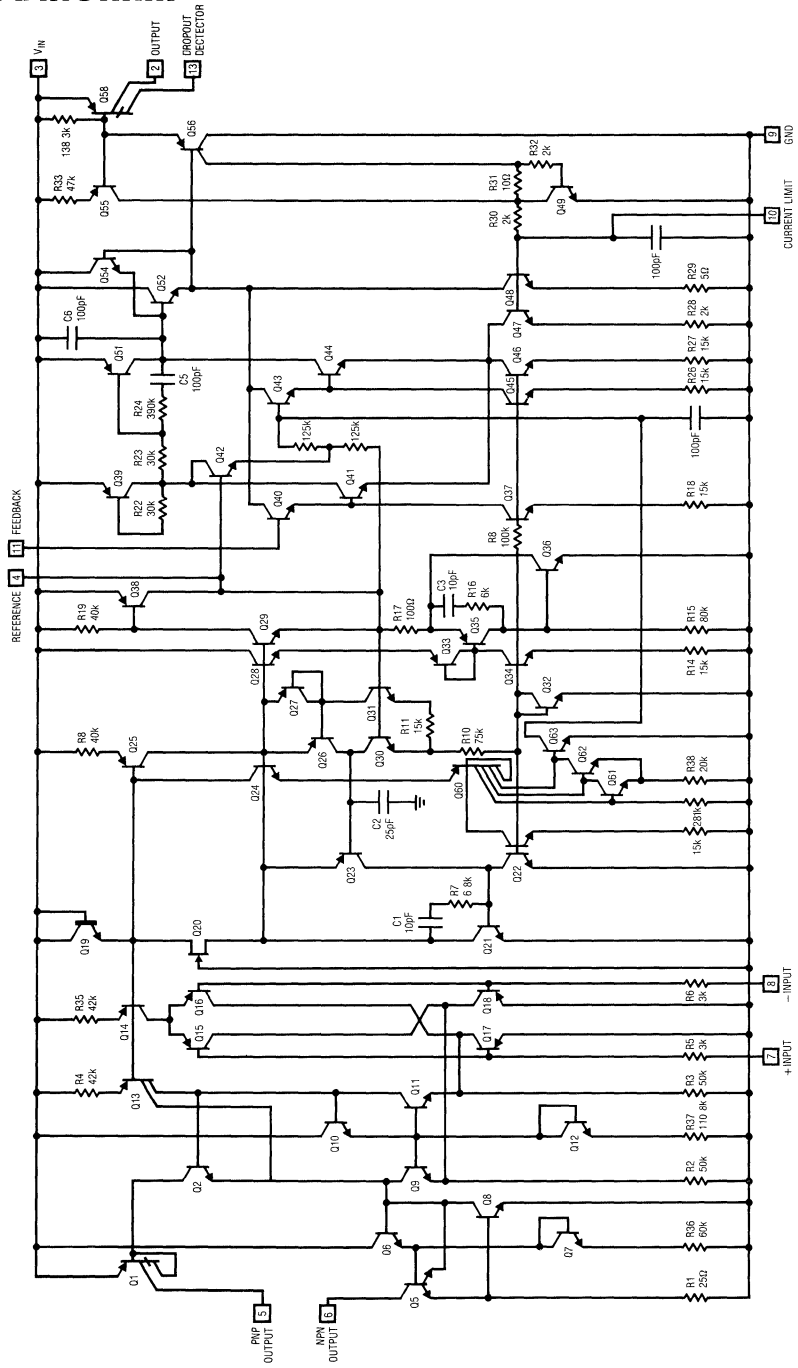 3 VIN
2 OUTPUT
13 DROPOUT
DECTECTOR
4 REFERENCE
11 FEEDBACK
5 PNP
OUTPUT
6 NPN
OUTPUT
7 +INPUT
8 −INPUT
9 GND
10 CURRENT LIMIT
Q1
Q2
Q5
Q6
Q7
Q8
Q9
Q10
Q11
Q12
Q13
Q14
Q15
Q16
Q17
Q18
Q19
Q20
Q21
Q22
Q23
Q24
Q25
Q26
Q27
Q28
Q29
Q30
Q31
Q32
Q33
Q34
Q35
Q36
Q37
Q38
Q39
Q40
Q41
Q42
Q43
Q44
Q45
Q46
Q47
Q48
Q49
Q51
Q52
Q54
Q55
Q56
Q58
Q60
Q61
Q62
Q63
R1
25Ω
R36
60k
R2
50k
R37
110 8k
R3
50k
R5
3k
R6
3k
R4
42k
R35
42k
C1
10pF
R7
6 8k
C2
25pF
15k
281k
R38
20k
R8
40k
R10
75k
R11
15k
R19
40k
R17
100Ω
C3
10pF
R16
6k
R14
15k
R15
80k
R8
100k
R18
15k
R22
30k
R23
30k
R24
390k
C5
100pF
C6
100pF
125k
125k
100pF
R26
15k
R27
15k
R28
2k
R29
5Ω
100pF
R30
2k
R31
10Ω
R32
2k
R33
47k
138 3k